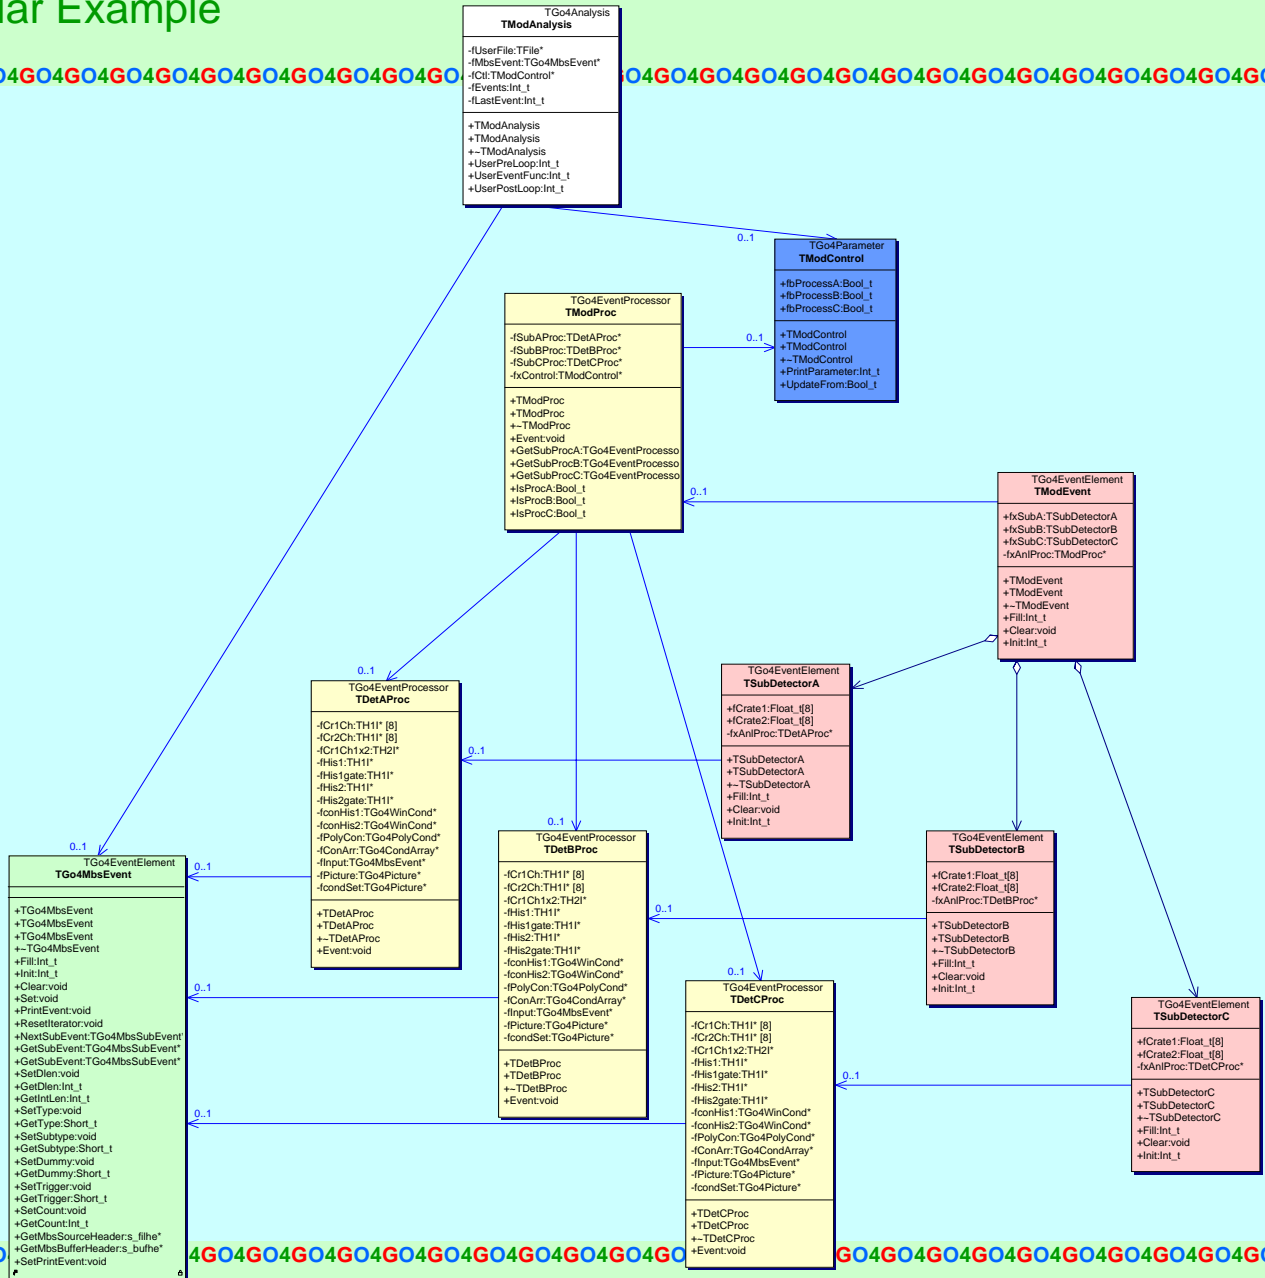 lar Example
TGo4Analysis
TModAnalysis
-fUserFile:TFile*
-fMbsEvent:TGo4MbsEvent*
-fCtl:TModControl*
-fEvents:Int_t
-fLastEvent:Int_t
+TModAnalysis
+TModAnalysis
+~TModAnalysis
+UserPreLoop:Int_t
+UserEventFunc:Int_t
+UserPostLoop:Int_t
O4GO4GO4GO4GO4GO4GO4GO4GO4GO4GO4GO4GO4GO4GO
GO4GO4GO4GO4GO4GO4GO4GO4GO4GO4GO4GO4GO4GO4GO4GO4GO4GO4GO4GO
0..1
TGo4Parameter
TModControl
+fbProcessA:Bool_t
+fbProcessB:Bool_t
+fbProcessC:Bool_t
+TModControl
+TModControl
+~TModControl
+PrintParameter:Int_t
+UpdateFrom:Bool_t
TGo4EventProcessor
TModProc
-fSubAProc:TDetAProc*
-fSubBProc:TDetBProc*
-fSubCProc:TDetCProc*
-fxControl:TModControl*
+TModProc
+TModProc
+~TModProc
+Event:void
+GetSubProcA:TGo4EventProcesso
+GetSubProcB:TGo4EventProcesso
+GetSubProcC:TGo4EventProcesso
+IsProcA:Bool_t
+IsProcB:Bool_t
+IsProcC:Bool_t
0..1
0..1
TGo4EventElement
TModEvent
+fxSubA:TSubDetectorA
+fxSubB:TSubDetectorB
+fxSubC:TSubDetectorC
-fxAnlProc:TModProc*
+TModEvent
+TModEvent
+~TModEvent
+Fill:Int_t
+Clear:void
+Init:Int_t
0..1
TGo4EventProcessor
TDetAProc
-fCr1Ch:TH1I* [8]
-fCr2Ch:TH1I* [8]
-fCr1Ch1x2:TH2I*
-fHis1:TH1I*
-fHis1gate:TH1I*
-fHis2:TH1I*
-fHis2gate:TH1I*
-fconHis1:TGo4WinCond*
-fconHis2:TGo4WinCond*
-fPolyCon:TGo4PolyCond*
-fConArr:TGo4CondArray*
-fInput:TGo4MbsEvent*
-fPicture:TGo4Picture*
-fcondSet:TGo4Picture*
+TDetAProc
+TDetAProc
+~TDetAProc
+Event:void
0..1
TGo4EventElement
TSubDetectorA
+fCrate1:Float_t[8]
+fCrate2:Float_t[8]
-fxAnlProc:TDetAProc*
+TSubDetectorA
+TSubDetectorA
+~TSubDetectorA
+Fill:Int_t
+Clear:void
+Init:Int_t
0..1
TGo4EventProcessor
TDetBProc
-fCr1Ch:TH1I* [8]
-fCr2Ch:TH1I* [8]
-fCr1Ch1x2:TH2I*
-fHis1:TH1I*
-fHis1gate:TH1I*
-fHis2:TH1I*
-fHis2gate:TH1I*
-fconHis1:TGo4WinCond*
-fconHis2:TGo4WinCond*
-fPolyCon:TGo4PolyCond*
-fConArr:TGo4CondArray*
-fInput:TGo4MbsEvent*
-fPicture:TGo4Picture*
-fcondSet:TGo4Picture*
+TDetBProc
+TDetBProc
+~TDetBProc
+Event:void
0..1
TGo4EventElement
TSubDetectorB
+fCrate1:Float_t[8]
+fCrate2:Float_t[8]
-fxAnlProc:TDetBProc*
+TSubDetectorB
+TSubDetectorB
+~TSubDetectorB
+Fill:Int_t
+Clear:void
+Init:Int_t
0..1
0..1
0..1
0..1
TGo4EventElement
TGo4MbsEvent
+TGo4MbsEvent
+TGo4MbsEvent
+TGo4MbsEvent
+~TGo4MbsEvent
+Fill:Int_t
+Init:Int_t
+Clear:void
+Set:void
+PrintEvent:void
+ResetIterator:void
+NextSubEvent:TGo4MbsSubEvent*
+GetSubEvent:TGo4MbsSubEvent*
+GetSubEvent:TGo4MbsSubEvent*
+SetDlen:void
+GetDlen:Int_t
+GetIntLen:Int_t
+SetType:void
+GetType:Short_t
+SetSubtype:void
+GetSubtype:Short_t
+SetDummy:void
+GetDummy:Short_t
+SetTrigger:void
+GetTrigger:Short_t
+SetCount:void
+GetCount:Int_t
+GetMbsSourceHeader:s_filhe*
+GetMbsBufferHeader:s_bufhe*
+SetPrintEvent:void
0..1
TGo4EventProcessor
TDetCProc
-fCr1Ch:TH1I* [8]
-fCr2Ch:TH1I* [8]
-fCr1Ch1x2:TH2I*
-fHis1:TH1I*
-fHis1gate:TH1I*
-fHis2:TH1I*
-fHis2gate:TH1I*
-fconHis1:TGo4WinCond*
-fconHis2:TGo4WinCond*
-fPolyCon:TGo4PolyCond*
-fConArr:TGo4CondArray*
-fInput:TGo4MbsEvent*
-fPicture:TGo4Picture*
-fcondSet:TGo4Picture*
+TDetCProc
+TDetCProc
+~TDetCProc
+Event:void
0..1
TGo4EventElement
TSubDetectorC
+fCrate1:Float_t[8]
+fCrate2:Float_t[8]
-fxAnlProc:TDetCProc*
+TSubDetectorC
+TSubDetectorC
+~TSubDetectorC
+Fill:Int_t
+Clear:void
+Init:Int_t
4GO4GO4GO4GO4GO4GO4GO4GO4GO4GO4GO4GO4GO4GO4GO4GO
GO4GO4GO4GO4GO4GO4GO4GO4GO4GO4GO4GO4GO4G